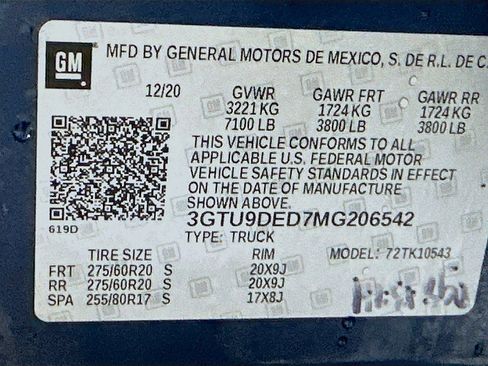 GM
MFD BY GENERAL MOTORS DE MEXICO, S. DE R.L. DE C
12/20 GVWR GAWR FRT GAWR RR
3221 KG 1724 KG 1724 KG
7100 LB 3800 LB 3800 LB
THIS VEHICLE CONFORMS TO ALL
APPLICABLE U.S. FEDERAL MOTOR
VEHICLE SAFETY STANDARDS IN EFFECT
ON THE DATE OF MANUFACTURE
SHOWN ABOVE.
619D
3GTU9DED7MG206542
TYPE: TRUCK
TIRE SIZE RIM MODEL: 72TK10543
FRT 275/60R20 S 20X9J
RR 275/60R20 S 20X9J
SPA 255/80R17 S 17X8J